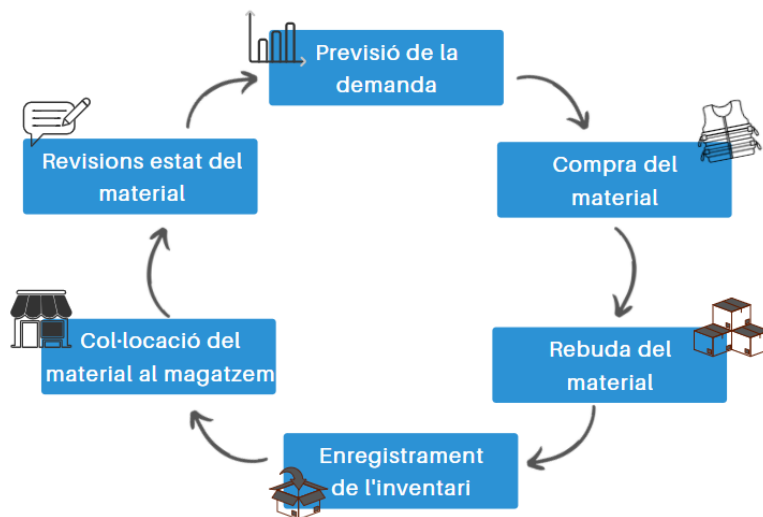 Previsió de la
demanda
Compra del
material
Rebuda del
material
Enregistrament
de l'inventari
Col·locació del
material al magatzem
Revisions estat del
material